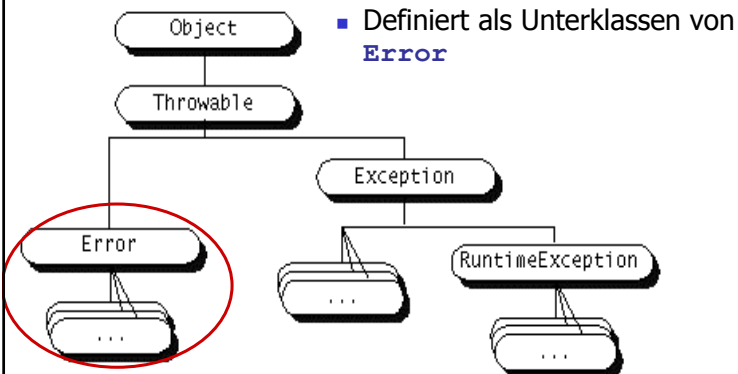 Object
Definiert als Unterklassen von
Error
Throwable
Exception
Error
RuntimeException
...
...
...